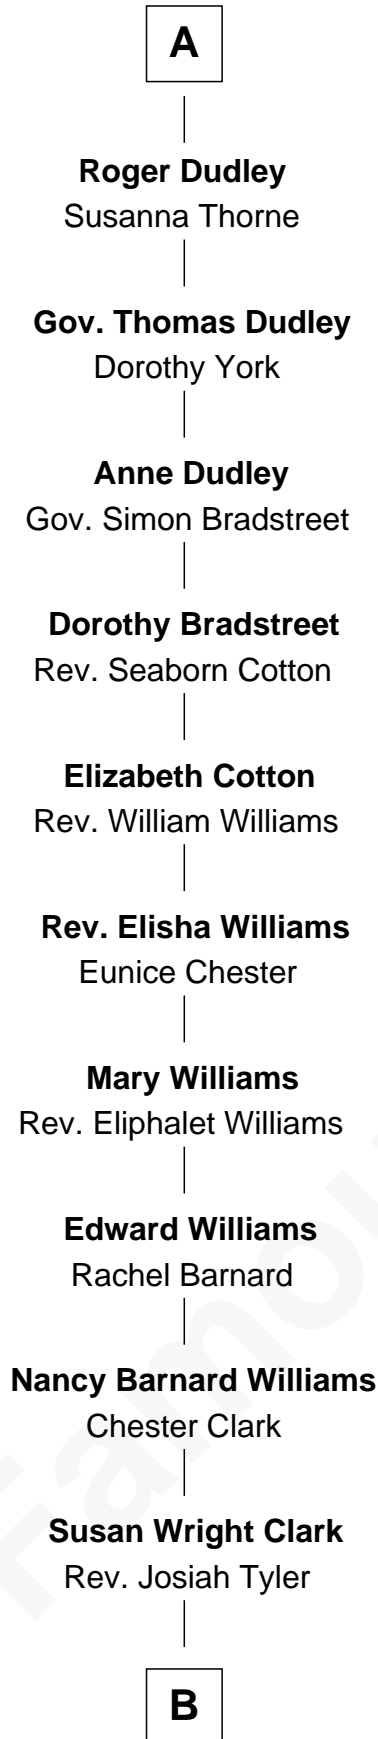 A
Roger Dudley
Susanna Thorne
Gov. Thomas Dudley
Dorothy York
Anne Dudley
Gov. Simon Bradstreet
Dorothy Bradstreet
Rev. Seaborn Cotton
Elizabeth Cotton
Rev. William Williams
Rev. Elisha Williams
Eunice Chester
Mary Williams
Rev. Eliphalet Williams
Edward Williams
Rachel Barnard
Nancy Barnard Williams
Chester Clark
Susan Wright Clark
Rev. Josiah Tyler
B